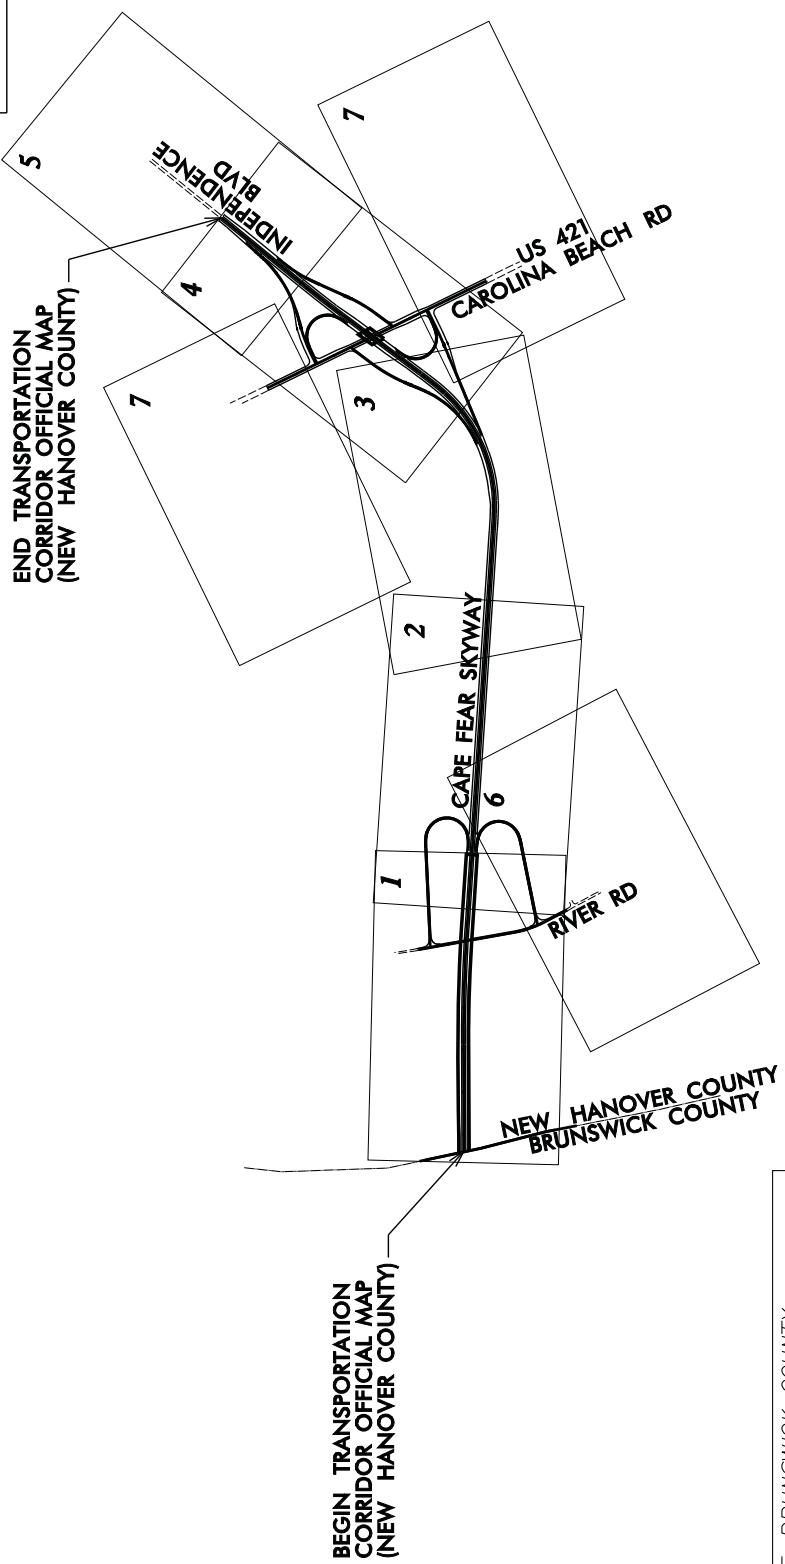 5
INDEPENDENCE
BLVD
7
US 421
CAROLINA BEACH RD
4
END TRANSPORTATION
CORRIDOR OFFICIAL MAP
(NEW HANOVER COUNTY)
7
3
2
CAPE FEAR SKYWAY
6
1
RIVER RD
NEW HANOVER COUNTY
BRUNSWICK COUNTY
BEGIN TRANSPORTATION
CORRIDOR OFFICIAL MAP
(NEW HANOVER COUNTY)
BRUNSWICK COUNTY